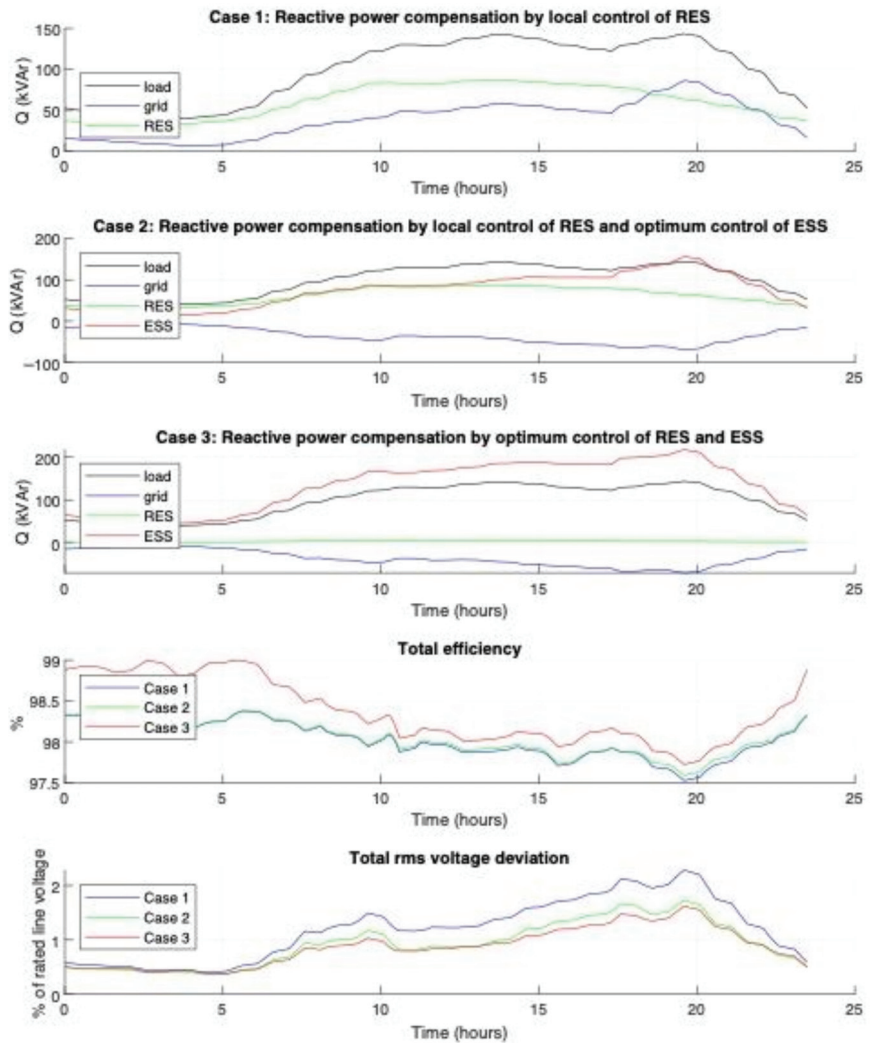 Case 1: Reactive power compensation by local control of RES
150
100
50
0
Q (kVAr)
load
grid
RES
0 5 10 15 20 25
Time (hours)
Case 2: Reactive power compensation by local control of RES and optimum control of ESS
200
100
0
−100
Q (kVAr)
load
grid
RES
ESS
0 5 10 15 20 25
Time (hours)
Case 3: Reactive power compensation by optimum control of RES and ESS
200
100
0
Q (kVAr)
load
grid
RES
ESS
0 5 10 15 20 25
Time (hours)
Total efficiency
99
98.5
98
97.5
%
Case 1
Case 2
Case 3
0 5 10 15 20 25
Time (hours)
Total rms voltage deviation
2
1
0
% of rated line voltage
Case 1
Case 2
Case 3
0 5 10 15 20 25
Time (hours)